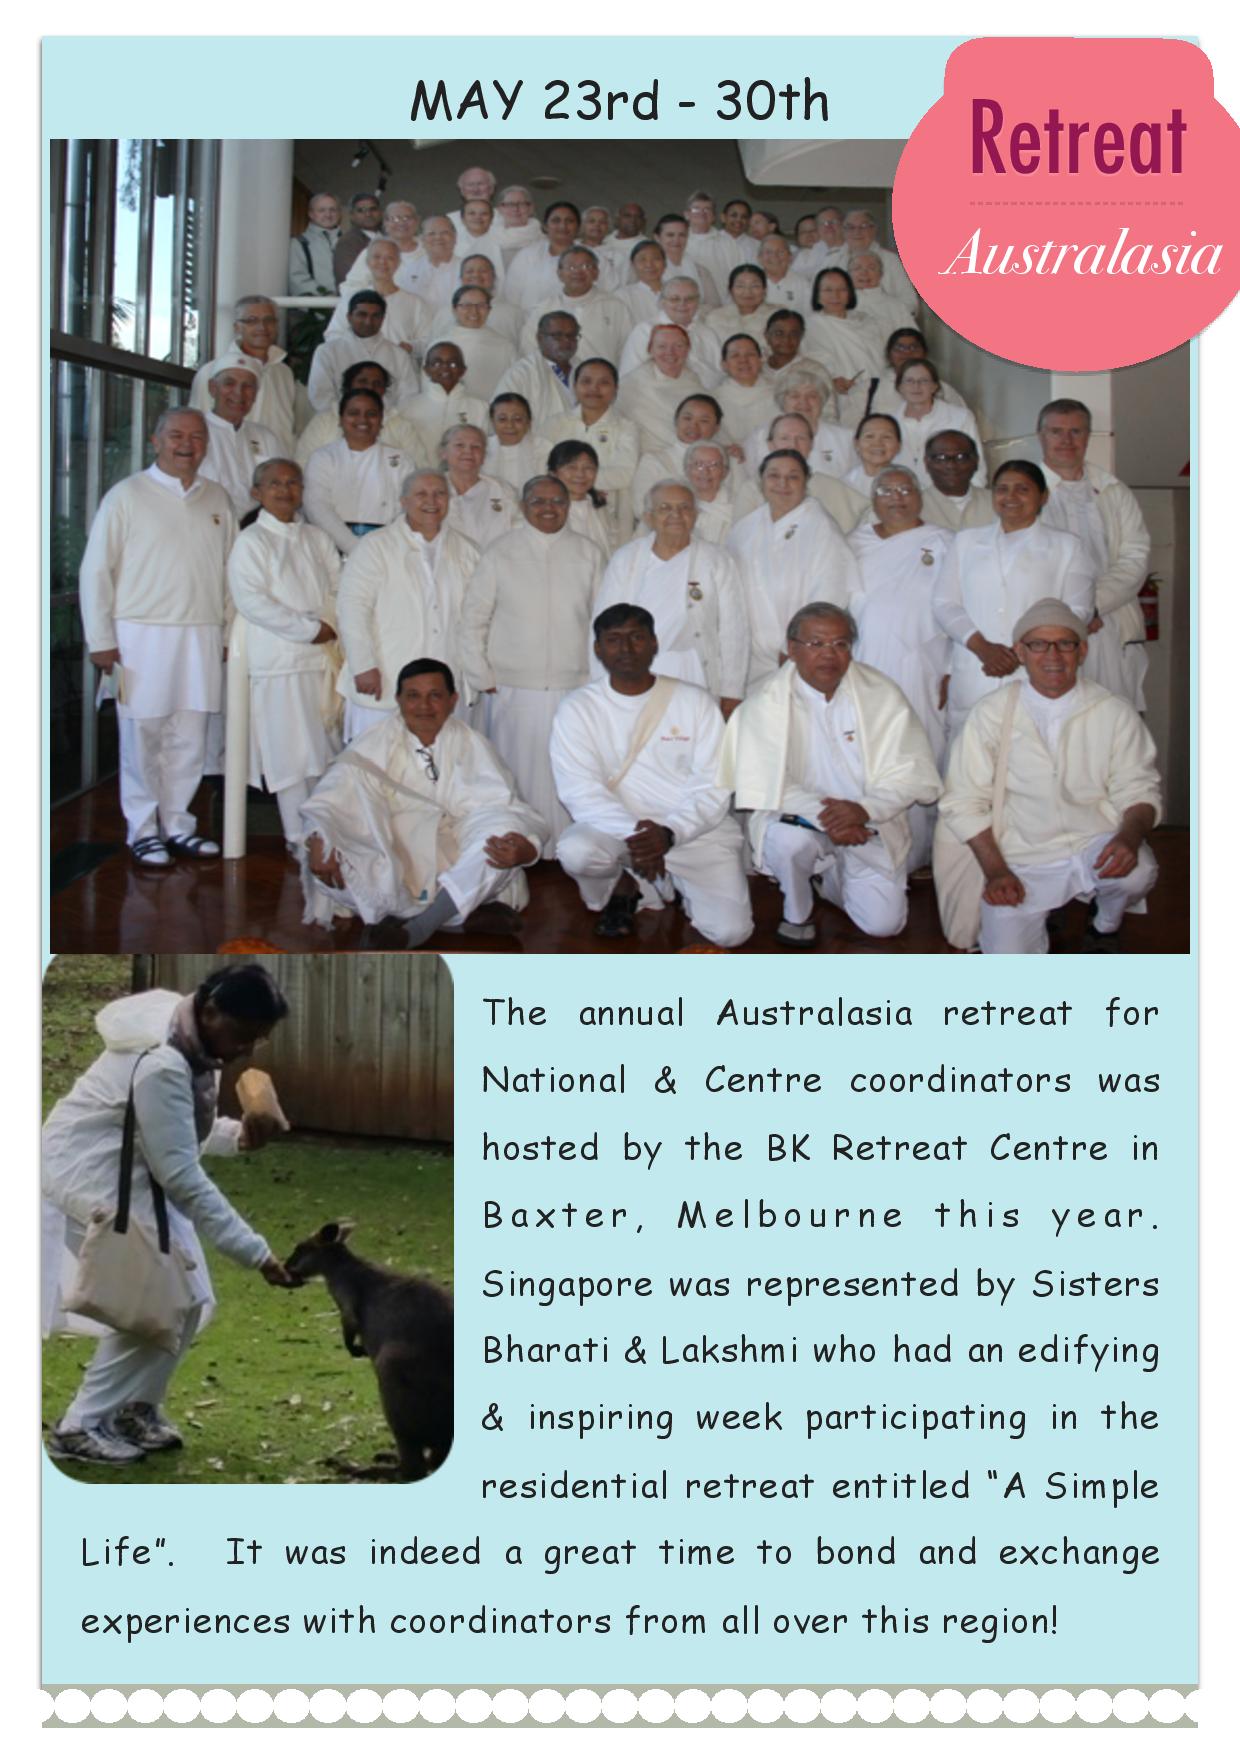 MAY 23rd - 30th
Retreat
Australasia
The annual Australasia retreat for
National & Centre coordinators was
hosted by the BK Retreat Centre in
Baxter, Melbourne this year.
Singapore was represented by Sisters
Bharati & Lakshmi who had an edifying
& inspiring week participating in the
residential retreat entitled “A Simple
Life”. It was indeed a great time to bond and exchange
experiences with coordinators from all over this region!